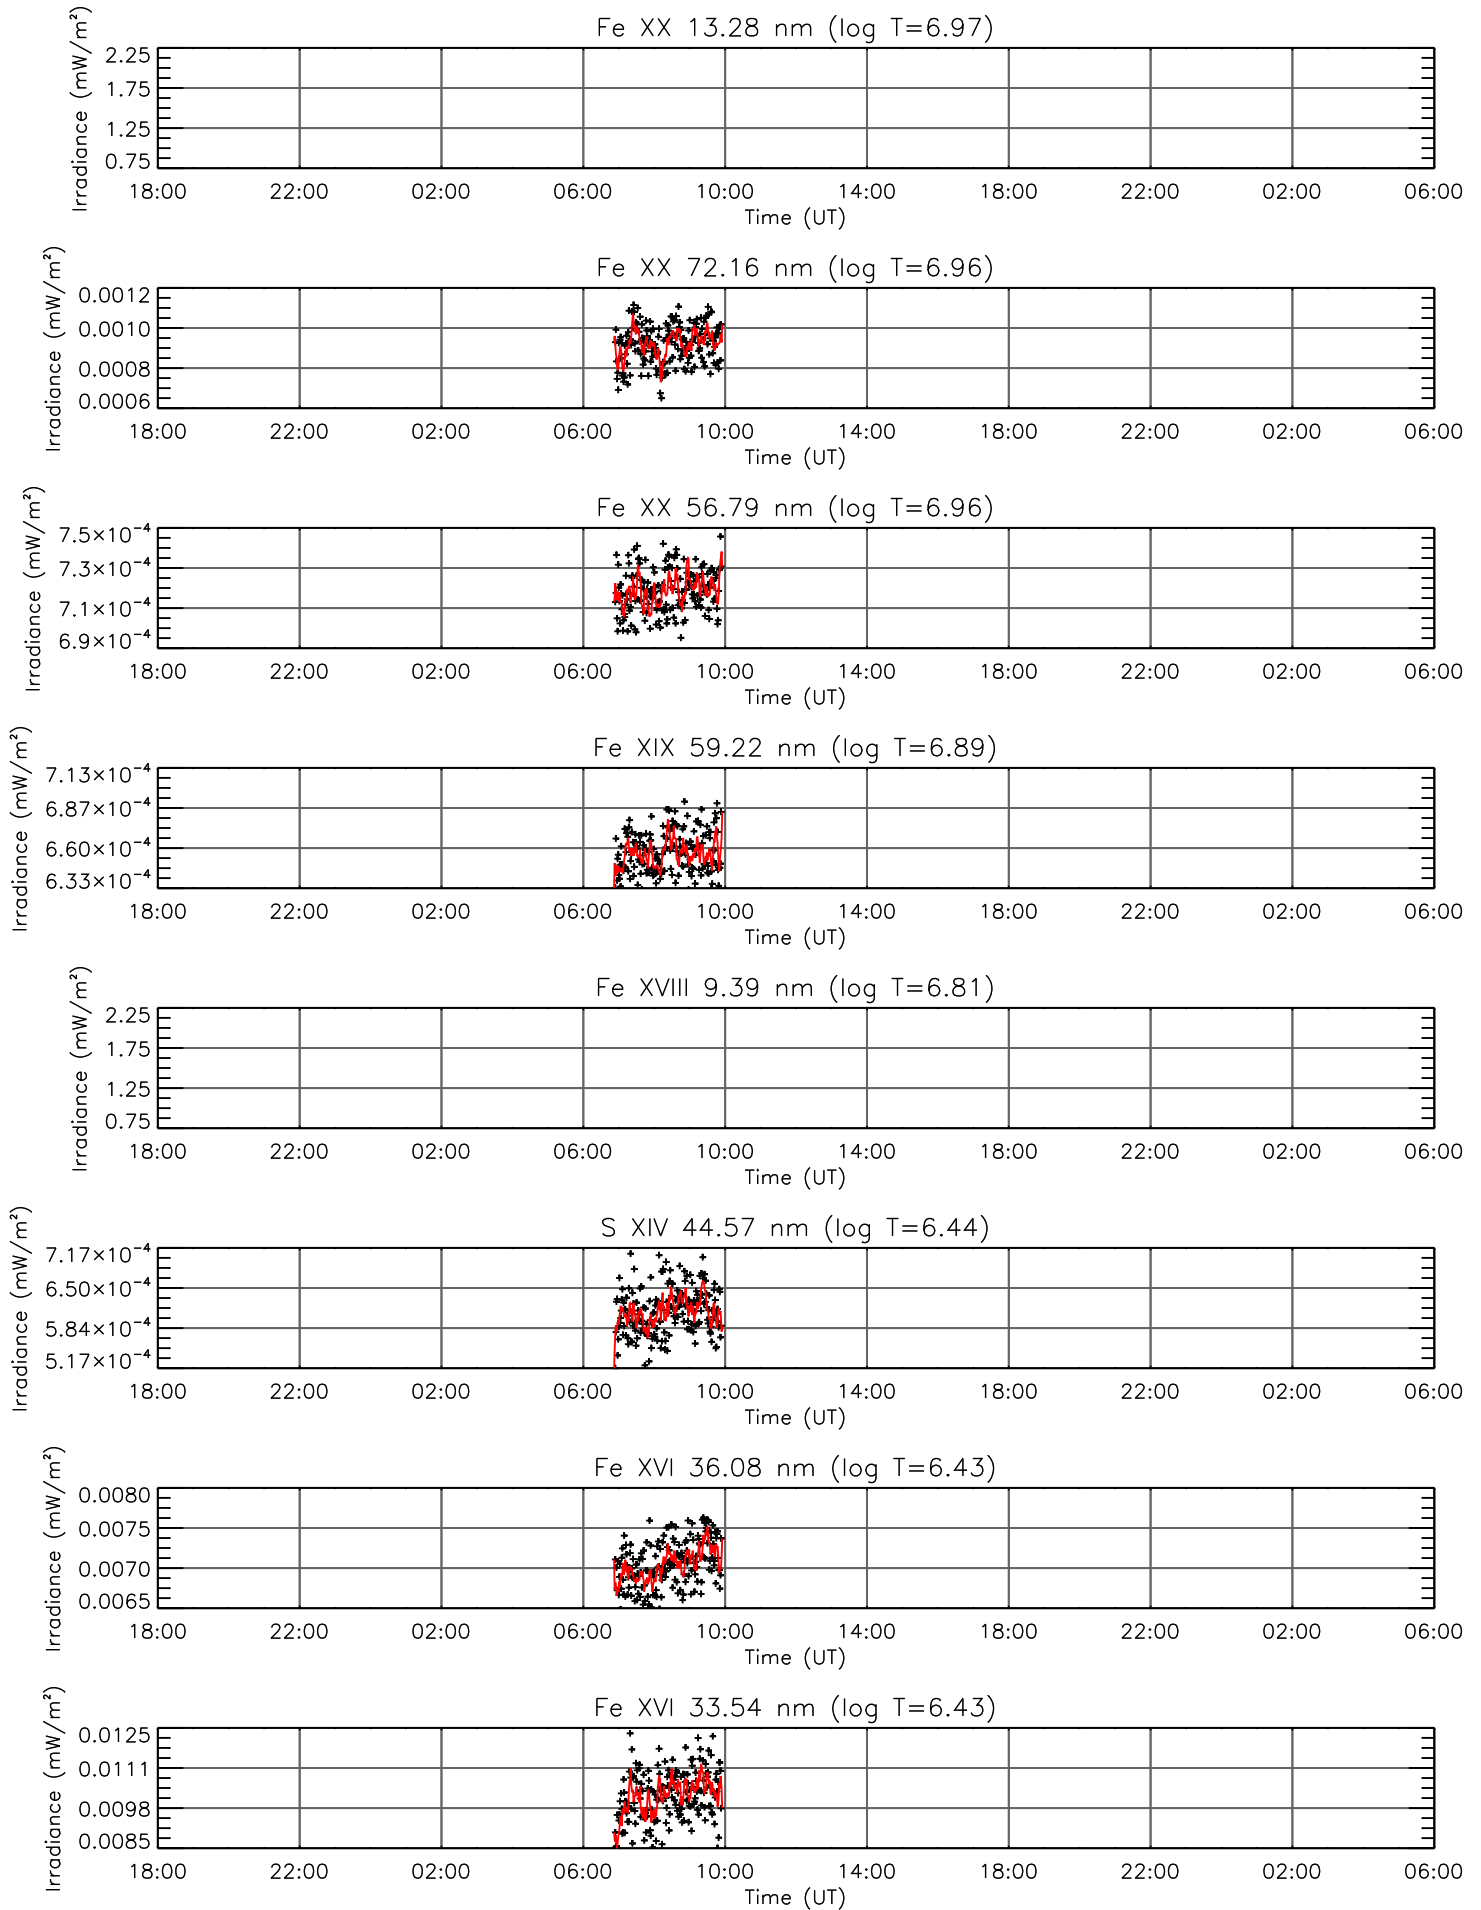 Fe XX 13.28 nm (log T=6.97)
Irradiance (mW/m²)
2.25
1.75
1.25
0.75
18:00 22:00 02:00 06:00 10:00 14:00 18:00 22:00 02:00 06:00
Time (UT)
Fe XX 72.16 nm (log T=6.96)
Irradiance (mW/m²)
0.0012
0.0010
0.0008
0.0006
18:00 22:00 02:00 06:00 10:00 14:00 18:00 22:00 02:00 06:00
Time (UT)
Fe XX 56.79 nm (log T=6.96)
Irradiance (mW/m²)
7.5×10⁻⁴
7.3×10⁻⁴
7.1×10⁻⁴
6.9×10⁻⁴
18:00 22:00 02:00 06:00 10:00 14:00 18:00 22:00 02:00 06:00
Time (UT)
Fe XIX 59.22 nm (log T=6.89)
Irradiance (mW/m²)
7.13×10⁻⁴
6.87×10⁻⁴
6.60×10⁻⁴
6.33×10⁻⁴
18:00 22:00 02:00 06:00 10:00 14:00 18:00 22:00 02:00 06:00
Time (UT)
Fe XVIII 9.39 nm (log T=6.81)
Irradiance (mW/m²)
2.25
1.75
1.25
0.75
18:00 22:00 02:00 06:00 10:00 14:00 18:00 22:00 02:00 06:00
Time (UT)
S XIV 44.57 nm (log T=6.44)
Irradiance (mW/m²)
7.17×10⁻⁴
6.50×10⁻⁴
5.84×10⁻⁴
5.17×10⁻⁴
18:00 22:00 02:00 06:00 10:00 14:00 18:00 22:00 02:00 06:00
Time (UT)
Fe XVI 36.08 nm (log T=6.43)
Irradiance (mW/m²)
0.0080
0.0075
0.0070
0.0065
18:00 22:00 02:00 06:00 10:00 14:00 18:00 22:00 02:00 06:00
Time (UT)
Fe XVI 33.54 nm (log T=6.43)
Irradiance (mW/m²)
0.0125
0.0111
0.0098
0.0085
18:00 22:00 02:00 06:00 10:00 14:00 18:00 22:00 02:00 06:00
Time (UT)